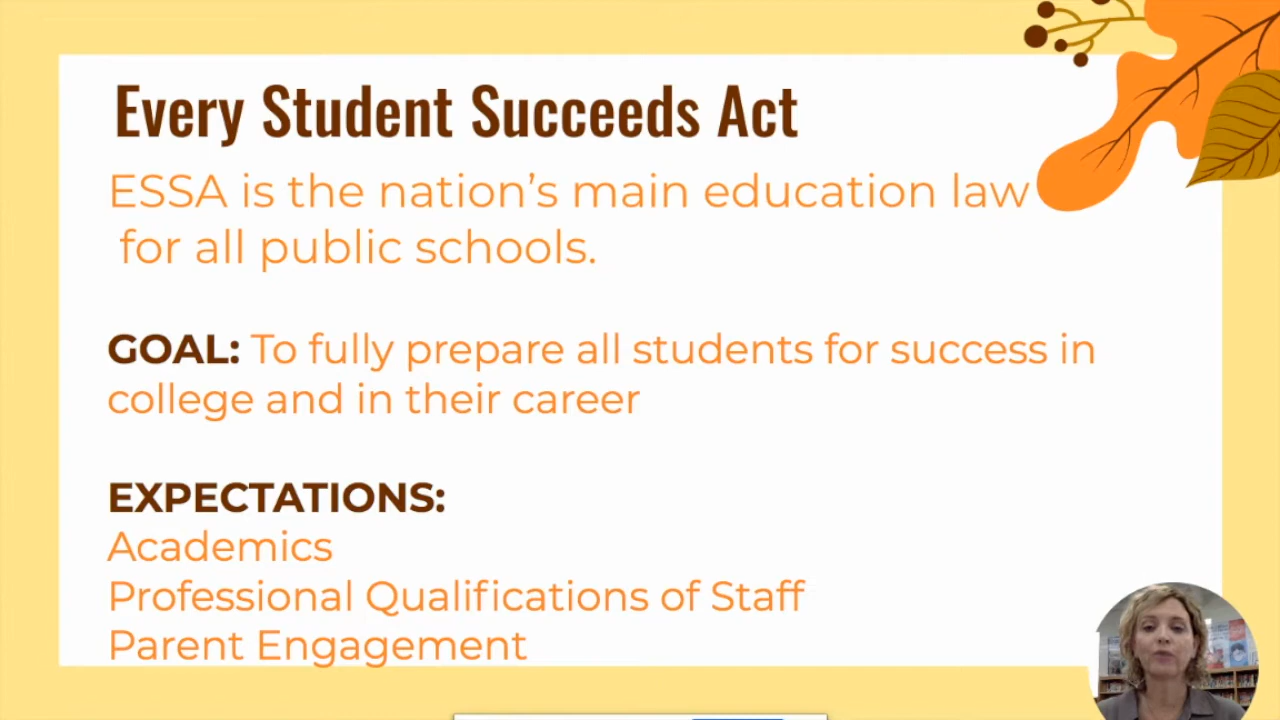 Every Student Succeeds Act
ESSA is the nation’s main education law
for all public schools.
GOAL: To fully prepare all students for success in
college and in their career
EXPECTATIONS:
Academics
Professional Qualifications of Staff
Parent Engagement